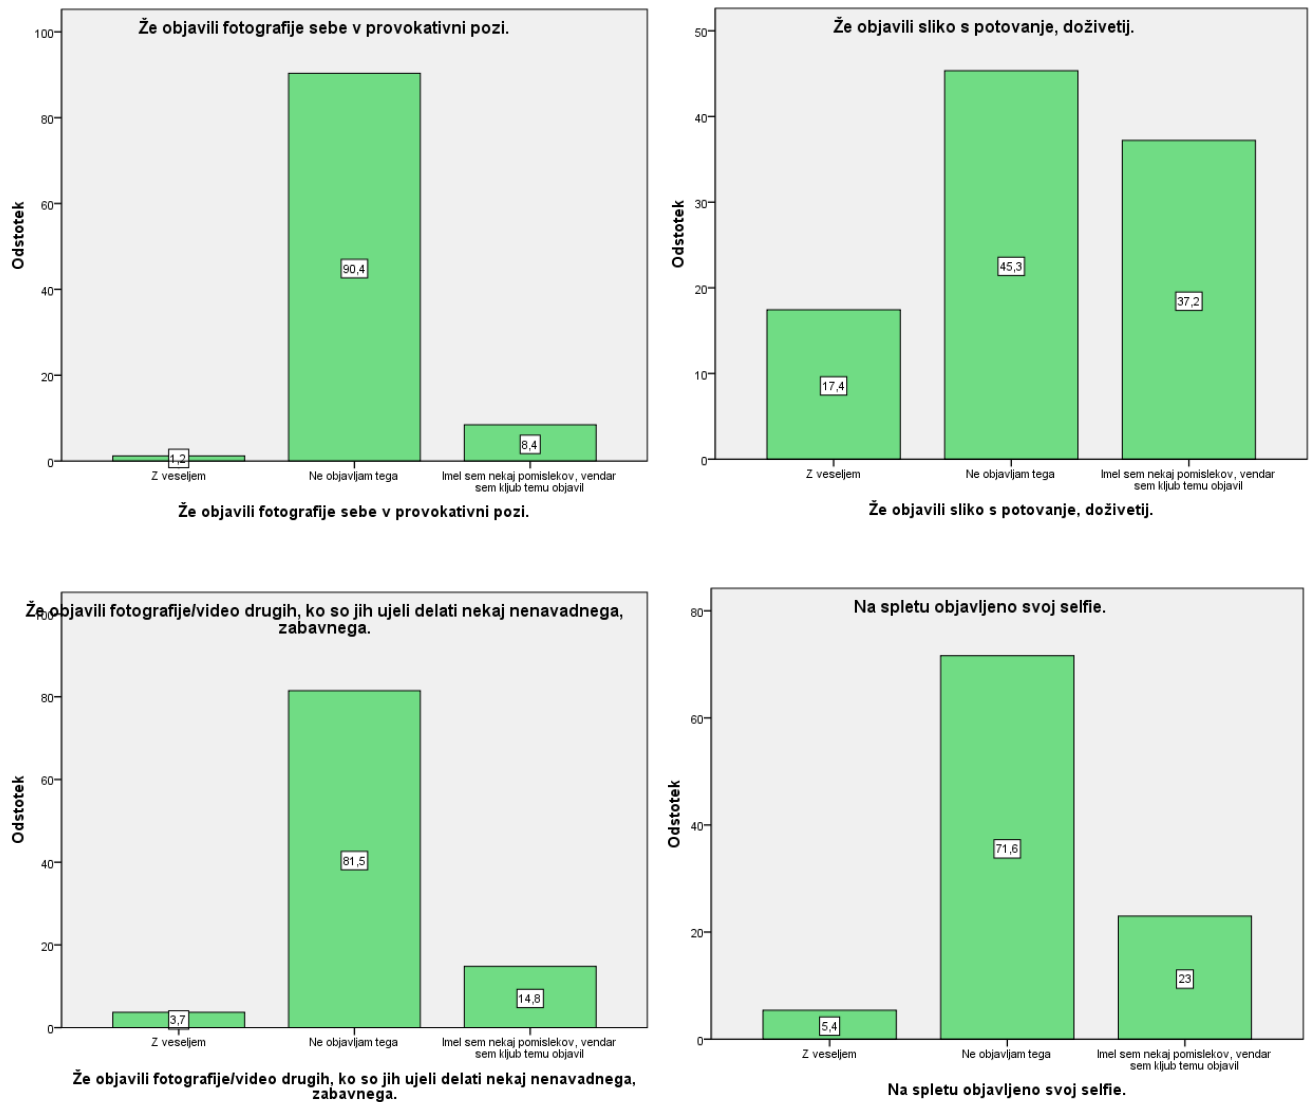 Že objavili fotografije sebe v provokativni pozi.
100
80
60
40
20
0
Odstotek
1,2
90,4
8,4
Z veseljem
Ne objavljam tega
Imel sem nekaj pomislekov, vendar
sem kljub temu objavil
Že objavili fotografije sebe v provokativni pozi.
Že objavili sliko s potovanje, doživetij.
50
40
30
20
10
0
Odstotek
17,4
45,3
37,2
Z veseljem
Ne objavljam tega
Imel sem nekaj pomislekov, vendar
sem kljub temu objavil
Že objavili sliko s potovanje, doživetij.
Že objavili fotografije/video drugih, ko so jih ujeli delati nekaj nenavadnega,
zabavnega.
100
80
60
40
20
0
Odstotek
3,7
81,5
14,8
Z veseljem
Ne objavljam tega
Imel sem nekaj pomislekov, vendar
sem kljub temu objavil
Že objavili fotografije/video drugih, ko so jih ujeli delati nekaj nenavadnega,
zabavnega.
Na spletu objavljeno svoj selfie.
80
60
40
20
0
Odstotek
5,4
71,6
23
Z veseljem
Ne objavljam tega
Imel sem nekaj pomislekov, vendar
sem kljub temu objavil
Na spletu objavljeno svoj selfie.